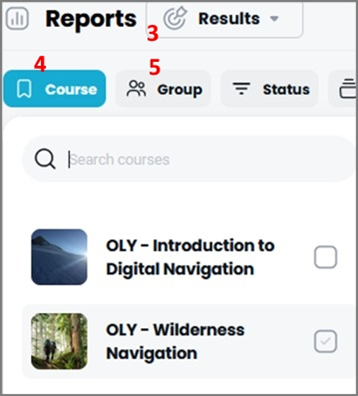 Reports
3
Results
4
5
Course
Group
Status
Search courses
OLY - Introduction to
Digital Navigation
OLY - Wilderness
Navigation